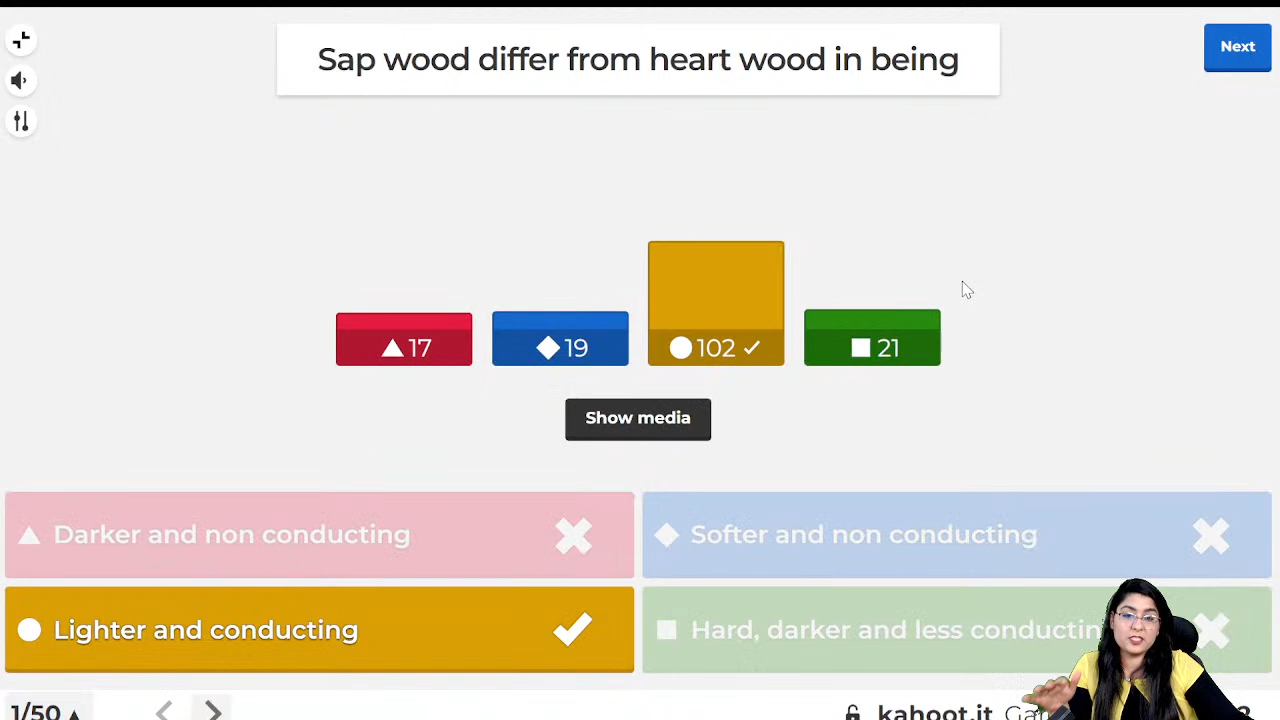 Sap wood differ from heart wood in being
Next
17
19
102
21
Show media
Darker and non conducting
Softer and non conducting
Lighter and conducting
Hard, darker and less
1/50
kahoot.it